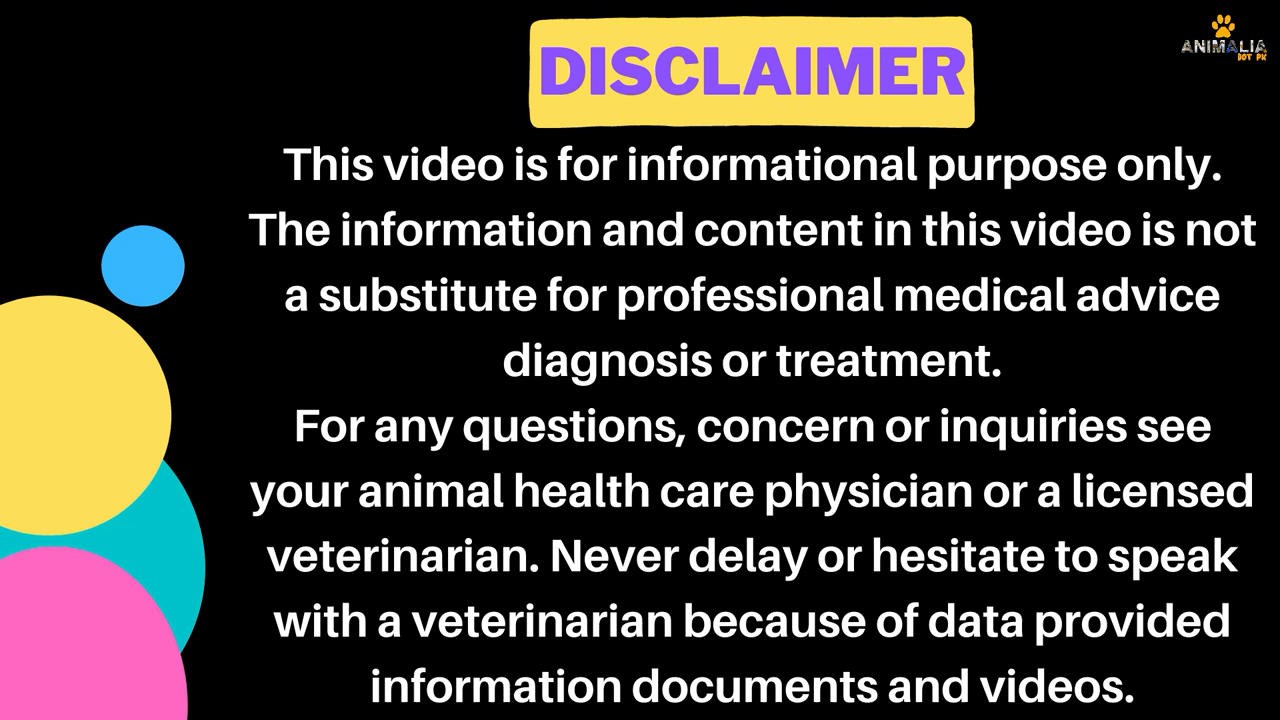 DISCLAIMER
ANIMALIA
DOT PK
This video is for informational purpose only.
The information and content in this video is not
a substitute for professional medical advice
diagnosis or treatment.
For any questions, concern or inquiries see
your animal health care physician or a licensed
veterinarian. Never delay or hesitate to speak
with a veterinarian because of data provided
information documents and videos.